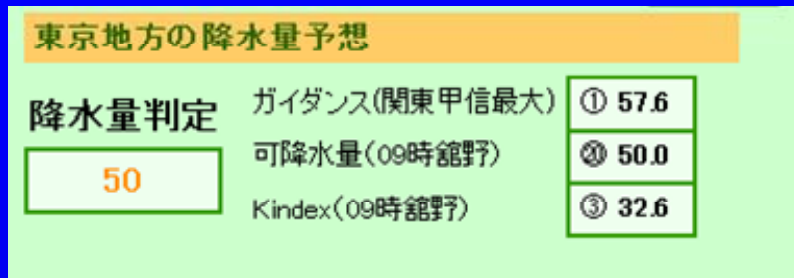 東京地方の降水量予想
降水量判定
50
ガイダンス(関東甲信最大) ① 57.6
可降水量(09時舘野) ⑳ 50.0
Kindex(09時舘野) ③ 32.6